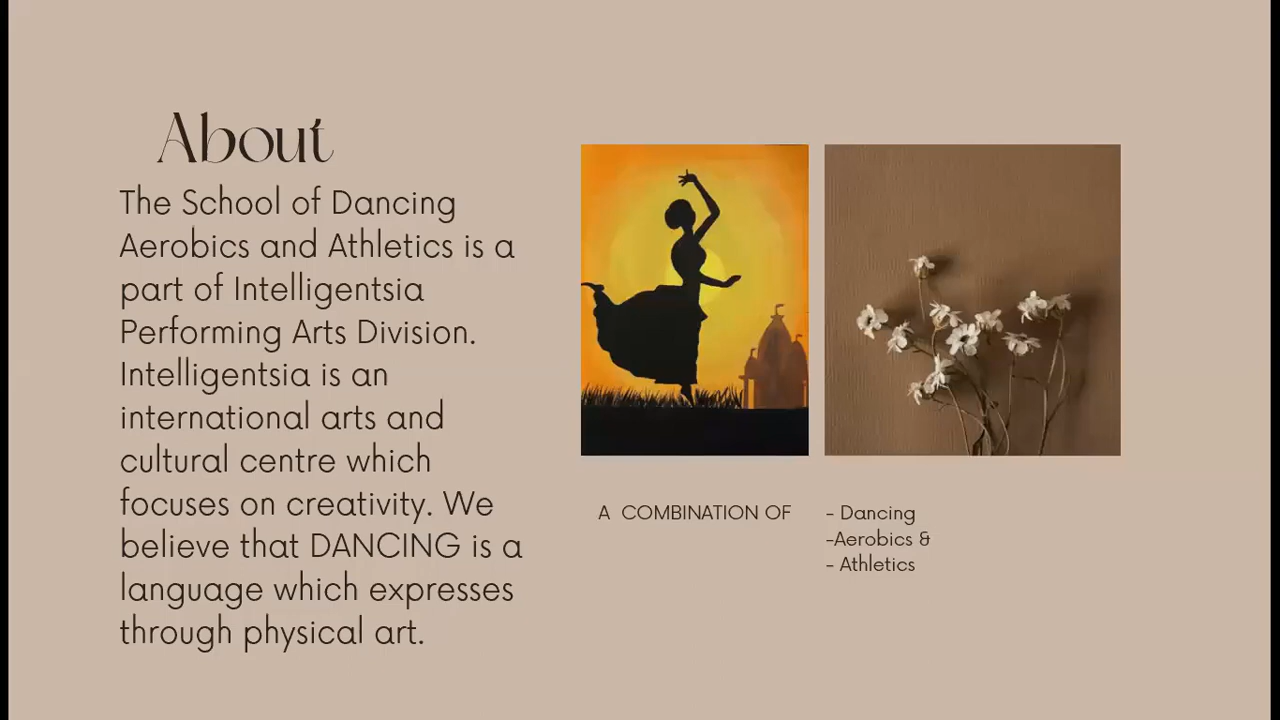 About
The School of Dancing
Aerobics and Athletics is a
part of Intelligentsia
Performing Arts Division.
Intelligentsia is an
international arts and
cultural centre which
focuses on creativity. We
believe that DANCING is a
language which expresses
through physical art.
A COMBINATION OF
- Dancing
-Aerobics &
- Athletics